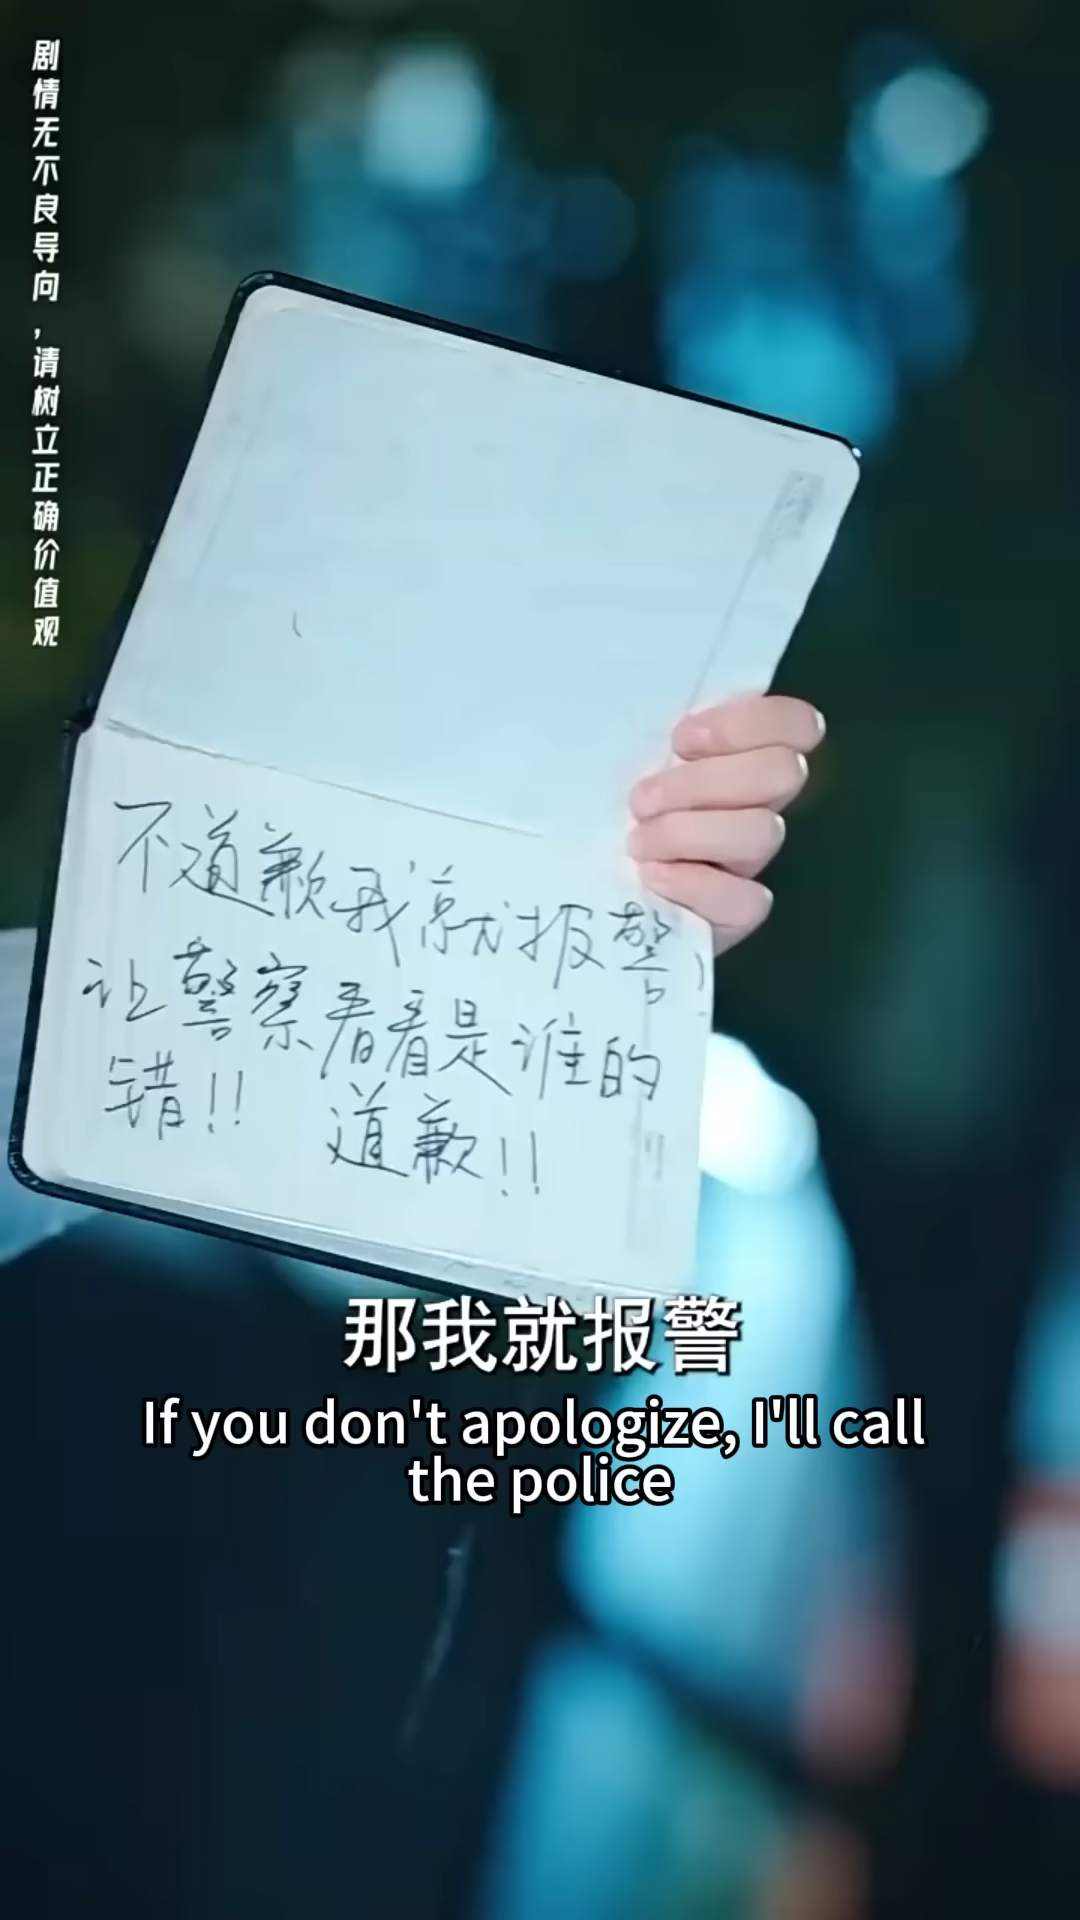 剧情无不良导向,请树立正确价值观
不道歉我就报警!
让警察看看是谁的
错!! 道歉!!
那我就报警
If you don't apologize, I'll call
the police